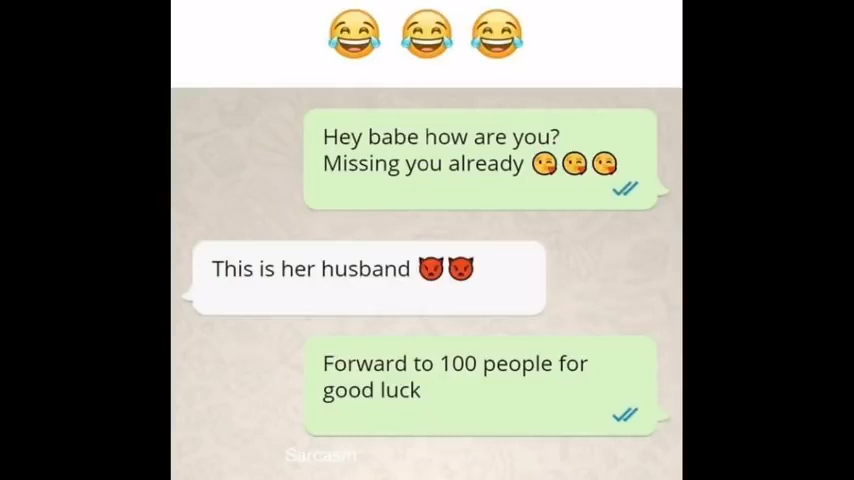 😂 😂 😂
Hey babe how are you?
Missing you already 😘😘😘
This is her husband 👿👿
Forward to 100 people for
good luck
Sarcasm